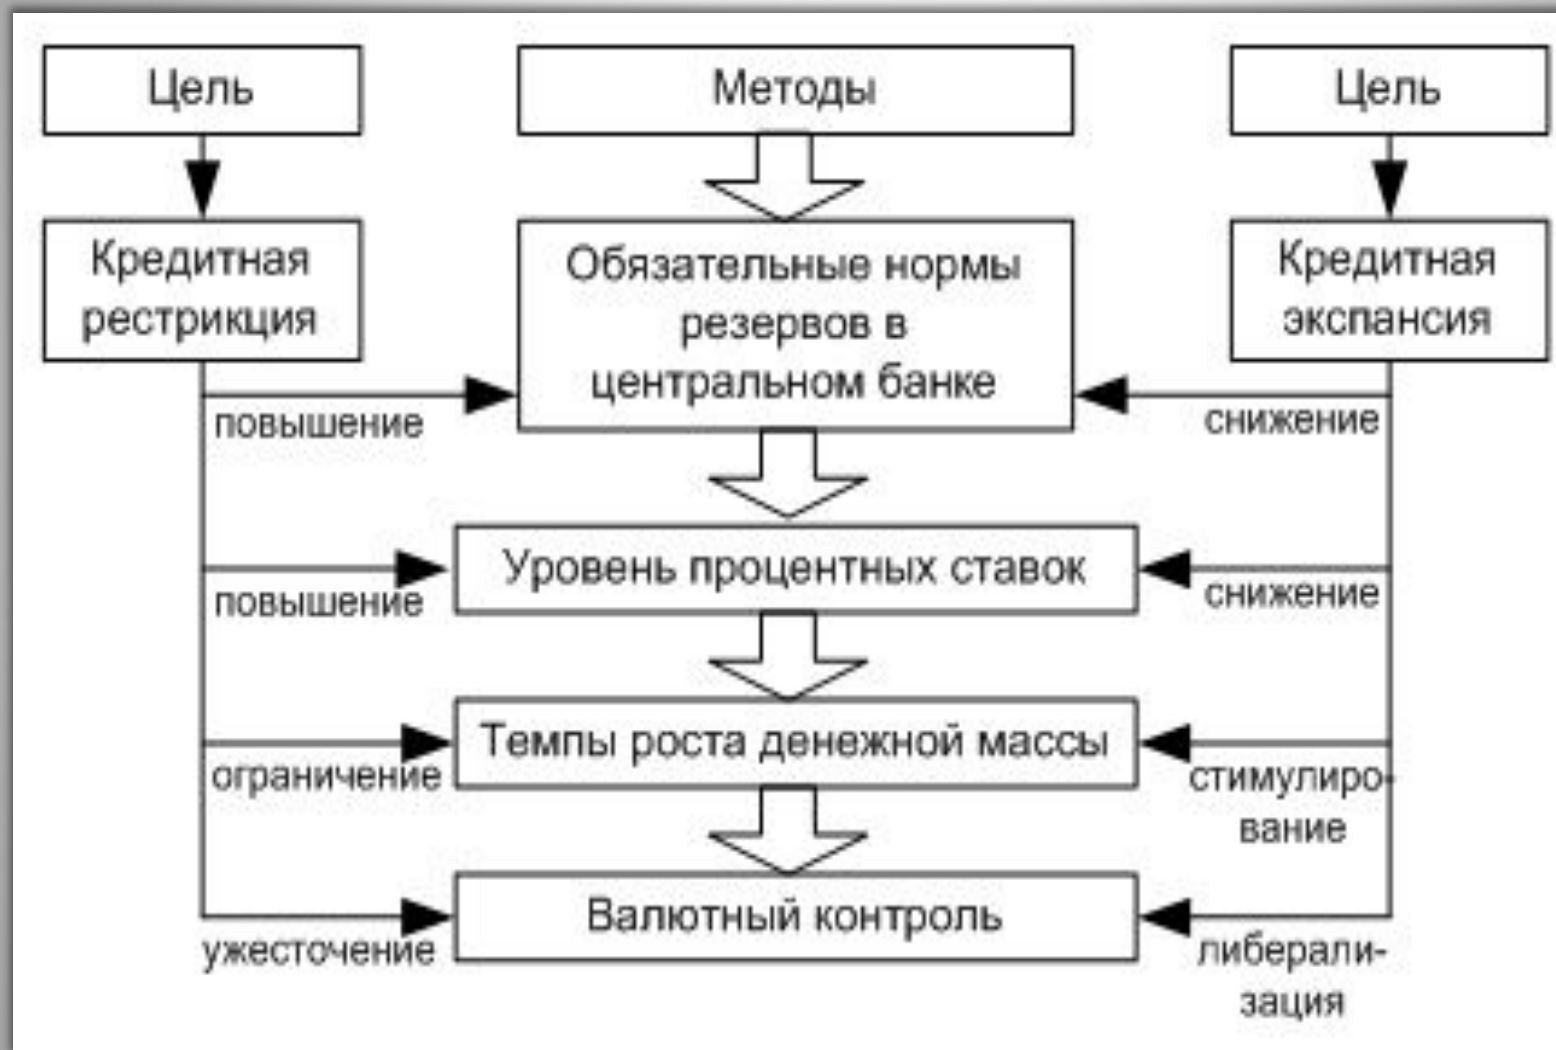 Цель
Методы
Цель
Кредитная
рестрикция
Обязательные нормы
резервов в
центральном банке
Кредитная
экспансия
повышение
снижение
Уровень процентных ставок
повышение
снижение
Темпы роста денежной массы
ограничение
стимулиро-
вание
Валютный контроль
ужесточение
либерали-
зация